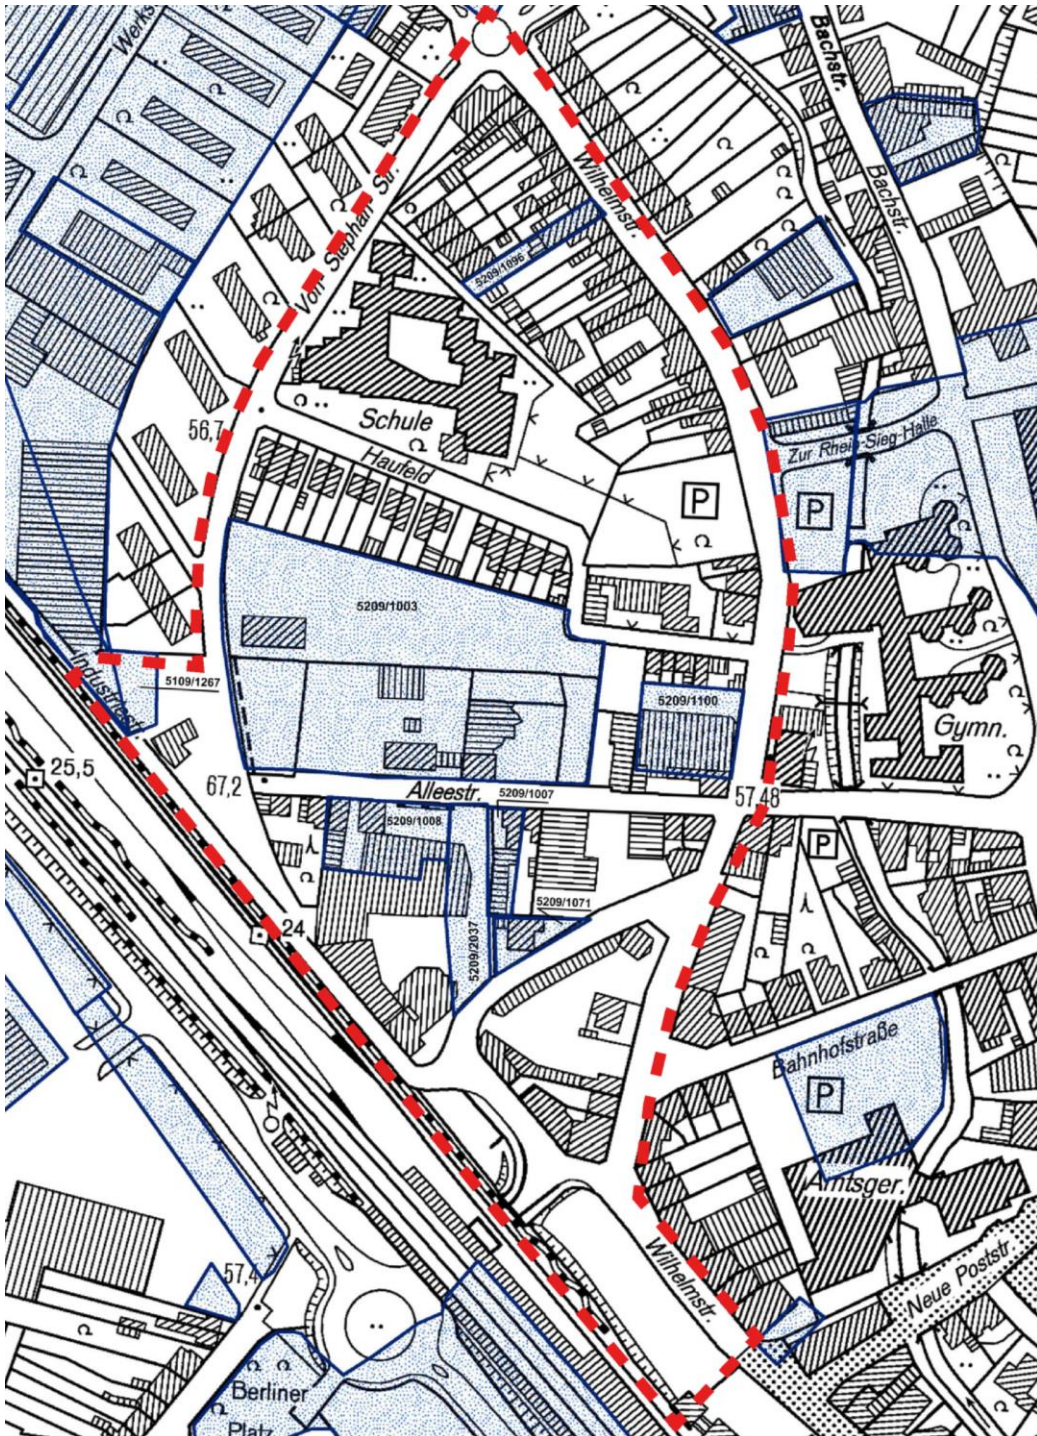 Werks
Bachstr.
Bachstr.
Wilhelmstr.
Von Stephan Str.
5209/1096
Schule
56,7
Haufeld
Zur Rhein-Sieg-Halle
P
P
5209/1003
5109/1267
5209/1100
Industriestr.
Gymn.
25,5
67,2
Alleestr.
5209/1007
57,48
5209/1008
P
5209/1071
24
5209/2037
Bahnhofstraße
P
Amtsger.
Wilhelmstr.
Neue Poststr.
57,4
Berliner
Platz